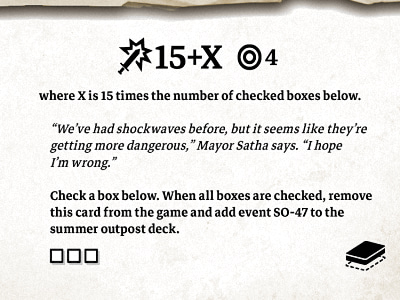 15+X 4
where X is 15 times the number of checked boxes below.
“We’ve had shockwaves before, but it seems like they’re
getting more dangerous,” Mayor Satha says. “I hope
I’m wrong.”
Check a box below. When all boxes are checked, remove
this card from the game and add event SO-47 to the
summer outpost deck.